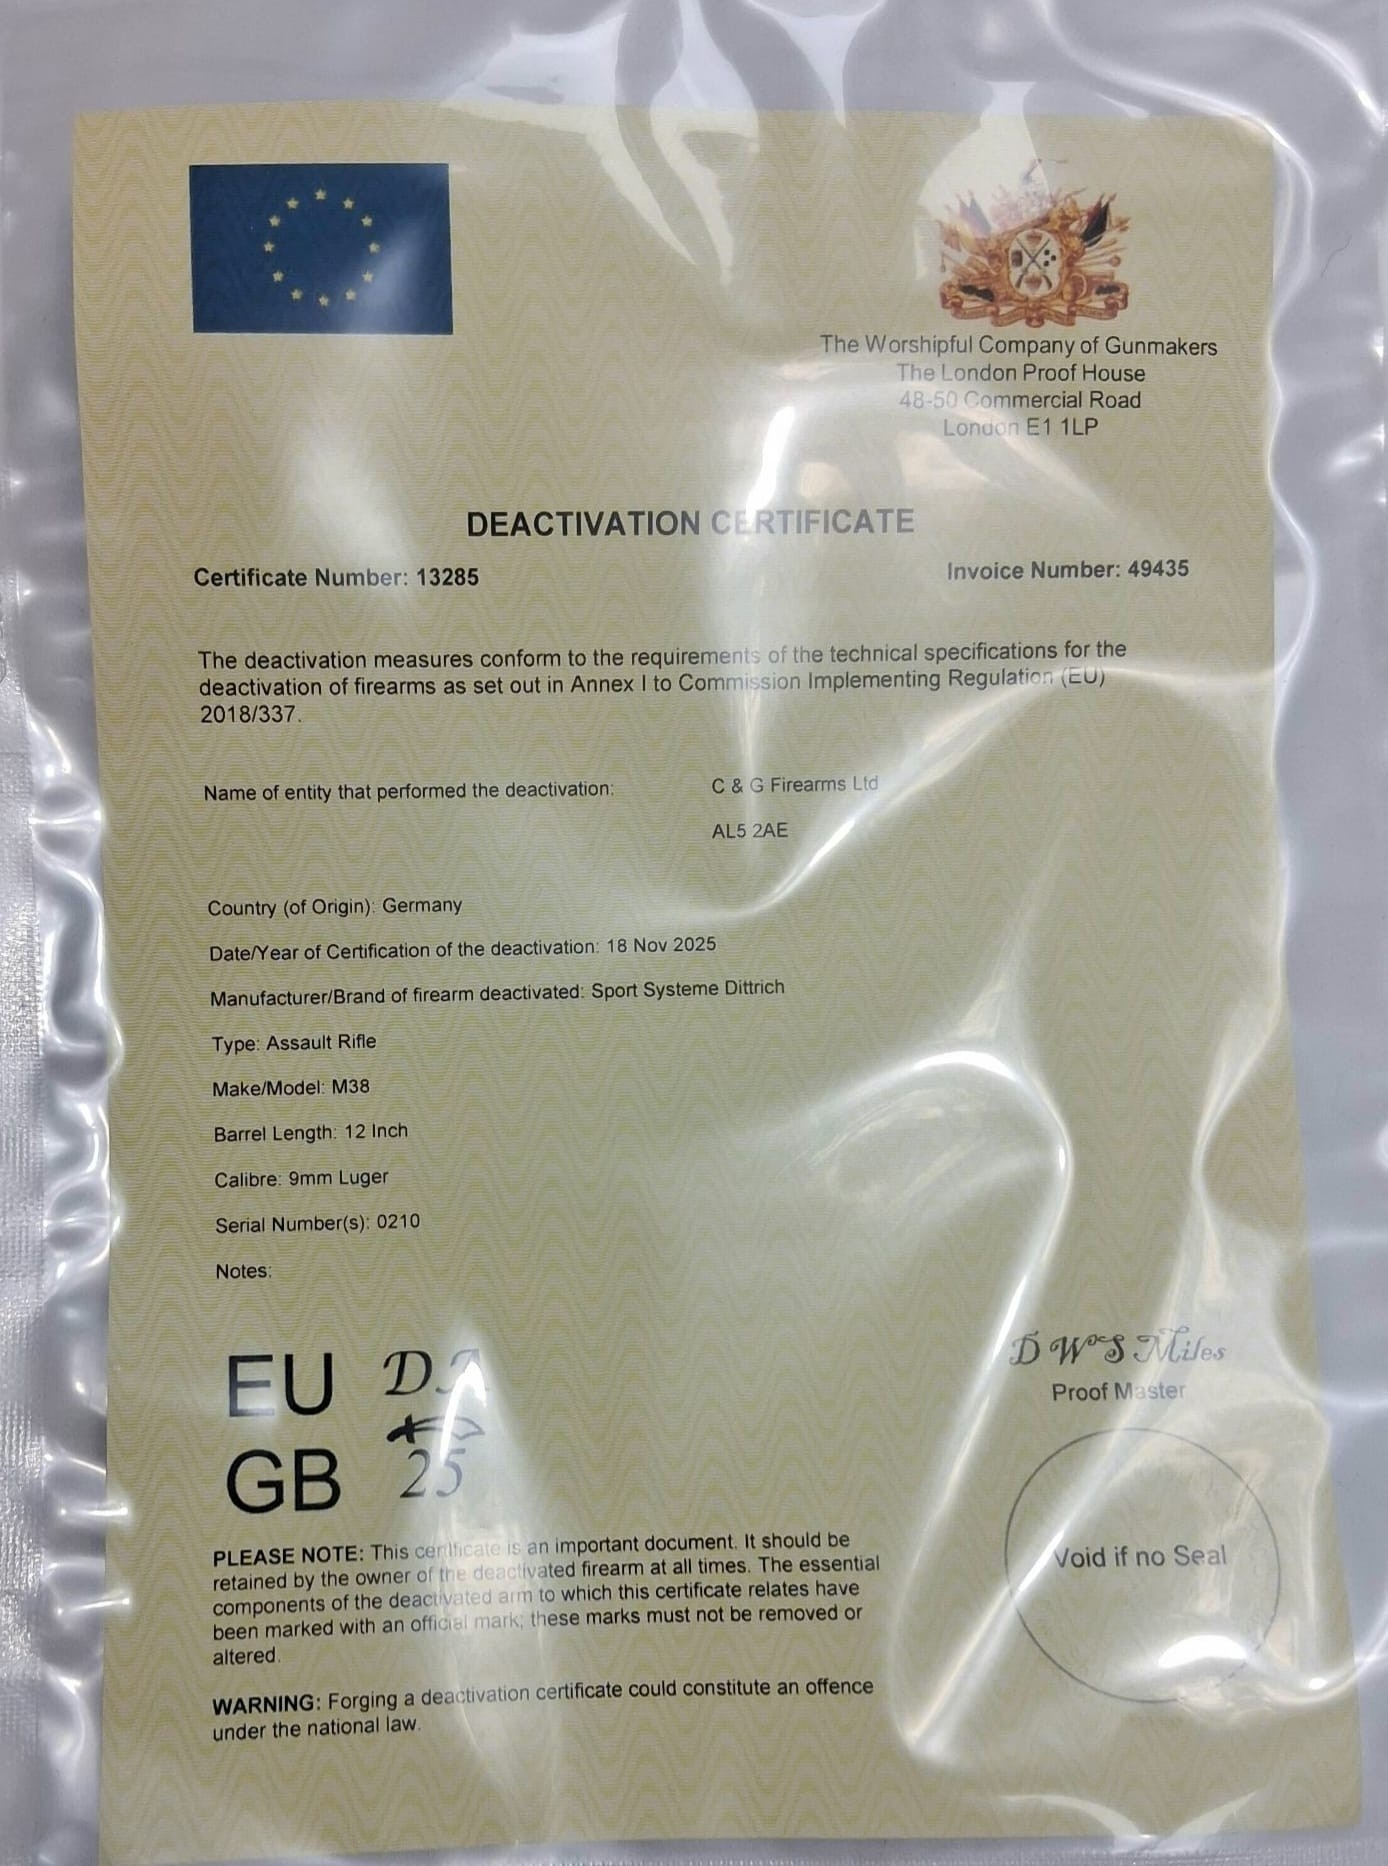 The Worshipful Company of Gunmakers
The London Proof House
48-50 Commercial Road
London E1 1LP
DEACTIVATION CERTIFICATE
Certificate Number: 13285
Invoice Number: 49435
The deactivation measures conform to the requirements of the technical specifications for the
deactivation of firearms as set out in Annex I to Commission Implementing Regulation (EU)
2018/337.
Name of entity that performed the deactivation:
C & G Firearms Ltd
AL5 2AE
Country (of Origin): Germany
Date/Year of Certification of the deactivation: 18 Nov 2025
Manufacturer/Brand of firearm deactivated: Sport Systeme Dittrich
Type: Assault Rifle
Make/Model: M38
Barrel Length: 12 Inch
Calibre: 9mm Luger
Serial Number(s): 0210
Notes:
EU
GB
25
D WoS Miles
Proof Master
Void if no Seal
PLEASE NOTE: This certificate is an important document. It should be
retained by the owner of the deactivated firearm at all times. The essential
components of the deactivated arm to which this certificate relates have
been marked with an official mark; these marks must not be removed or
altered.
WARNING: Forging a deactivation certificate could constitute an offence
under the national law.